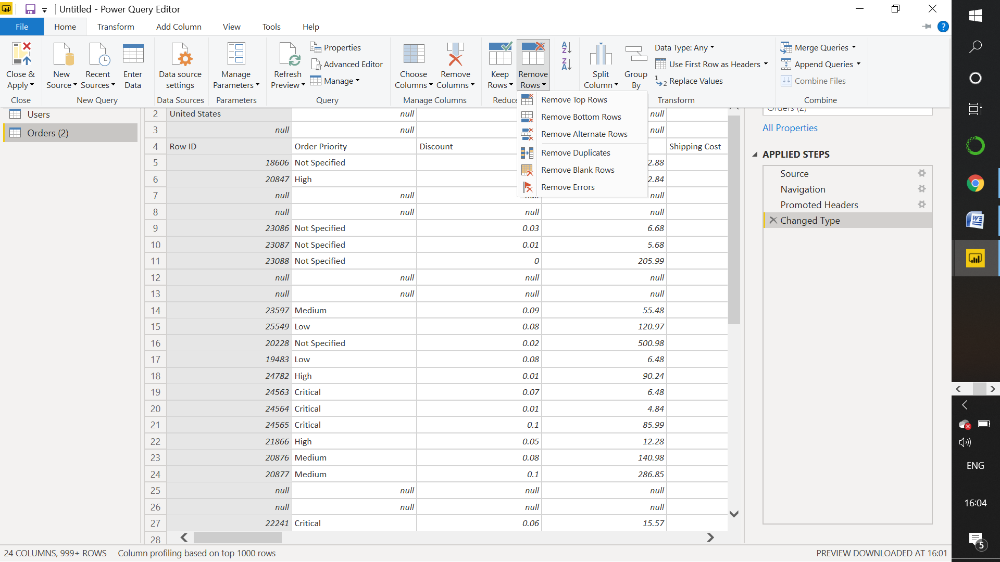 Untitled - Power Query Editor
File Home Transform Add Column View Tools Help
Close & Apply
New Source
Recent Sources
Enter Data
Data source settings
Manage Parameters
Refresh Preview
Properties
Advanced Editor
Manage
Choose Columns
Remove Columns
Keep Rows
Remove Rows
Split Column
Group By
Data Type: Any
Use First Row as Headers
Replace Values
Merge Queries
Append Queries
Combine Files
Close New Query Data Sources Parameters Query Manage Columns Reduce Transform Combine
Remove Top Rows
Remove Bottom Rows
Remove Alternate Rows
Remove Duplicates
Remove Blank Rows
Remove Errors
Users
Orders (2)
2 United States null null
3 null null null
4 Row ID Order Priority Discount Shipping Cost
5 18606 Not Specified 2.88
6 20847 High 2.84
7 null null null null
8 null null null null
9 23086 Not Specified 0.03 6.68
10 23087 Not Specified 0.01 5.68
11 23088 Not Specified 0 205.99
12 null null null null
13 null null null null
14 23597 Medium 0.09 55.48
15 25549 Low 0.08 120.97
16 20228 Not Specified 0.02 500.98
17 19483 Low 0.08 6.48
18 24782 High 0.01 90.24
19 24563 Critical 0.07 6.48
20 24564 Critical 0.01 4.84
21 24565 Critical 0.1 85.99
22 21866 High 0.05 12.28
23 20876 Medium 0.08 140.98
24 20877 Medium 0.1 286.85
25 null null null null
26 null null null null
27 22241 Critical 0.06 15.57
28
Orders (2)
All Properties
APPLIED STEPS
Source
Navigation
Promoted Headers
Changed Type
24 COLUMNS, 999+ ROWS Column profiling based on top 1000 rows
PREVIEW DOWNLOADED AT 16:01
ENG
16:04
5